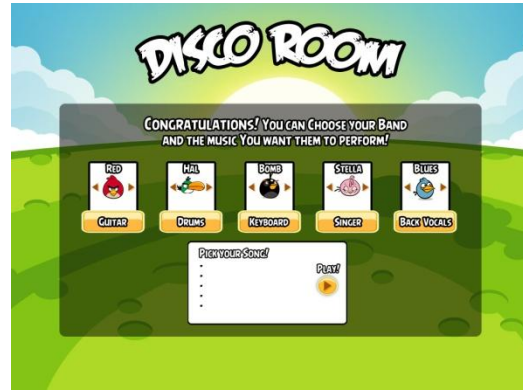 DISCO ROOM
CONGRATULATIONS! YOU CAN CHOOSE YOUR BAND
AND THE MUSIC YOU WANT THEM TO PERFORM!
RED HAL BOMB STELLA BLUES
GUITAR DRUMS KEYBOARD SINGER BACK VOCALS
PICK YOUR SONG!
PLAY!